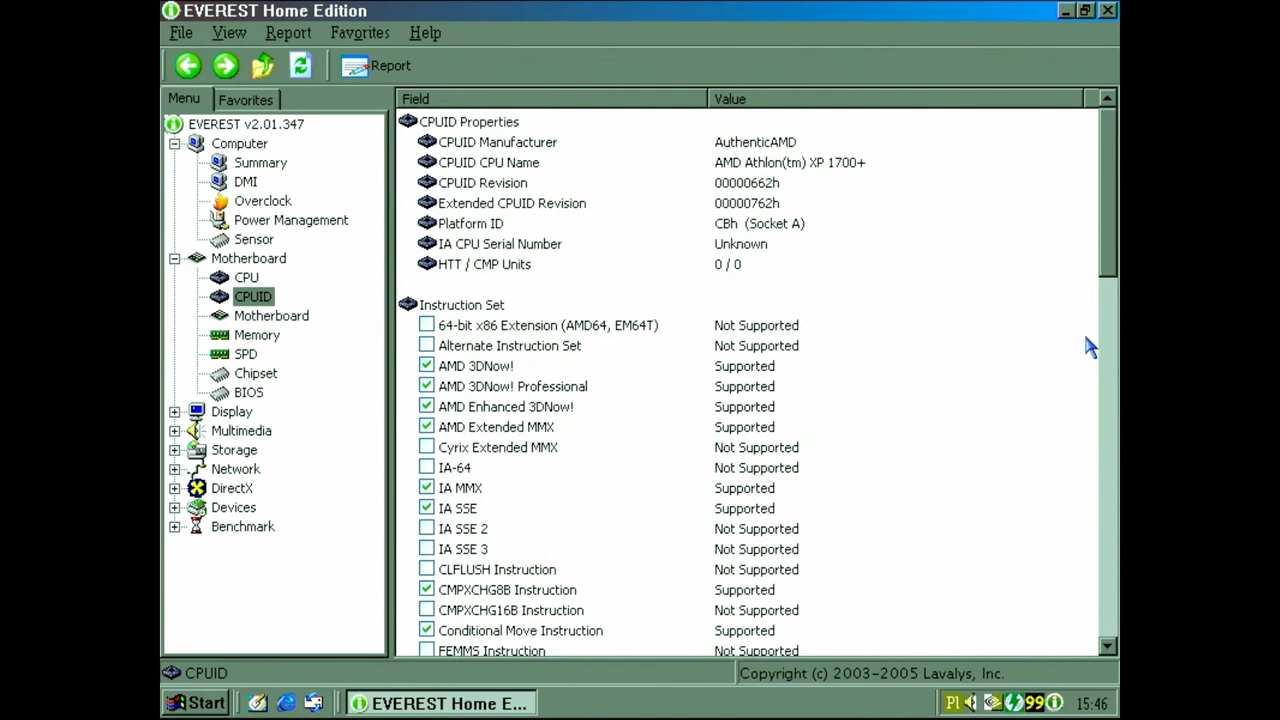 EVEREST Home Edition
File View Report Favorites Help
Report
Menu Favorites
EVEREST v2.01.347
Computer
Summary
DMI
Overclock
Power Management
Sensor
Motherboard
CPU
CPUID
Motherboard
Memory
SPD
Chipset
BIOS
Display
Multimedia
Storage
Network
DirectX
Devices
Benchmark
Field Value
CPUID Properties
CPUID Manufacturer AuthenticAMD
CPUID CPU Name AMD Athlon(tm) XP 1700+
CPUID Revision 00000662h
Extended CPUID Revision 00000762h
Platform ID CBh (Socket A)
IA CPU Serial Number Unknown
HTT / CMP Units 0 / 0
Instruction Set
64-bit x86 Extension (AMD64, EM64T) Not Supported
Alternate Instruction Set Not Supported
AMD 3DNow! Supported
AMD 3DNow! Professional Supported
AMD Enhanced 3DNow! Supported
AMD Extended MMX Supported
Cyrix Extended MMX Not Supported
IA-64 Not Supported
IA MMX Supported
IA SSE Supported
IA SSE 2 Not Supported
IA SSE 3 Not Supported
CLFLUSH Instruction Not Supported
CMPXCHG8B Instruction Supported
CMPXCHG16B Instruction Not Supported
Conditional Move Instruction Supported
FEMMS Instruction Not Supported
CPUID Copyright (c) 2003-2005 Lavalys, Inc.
Start EVEREST Home E... Pl 99 15:46